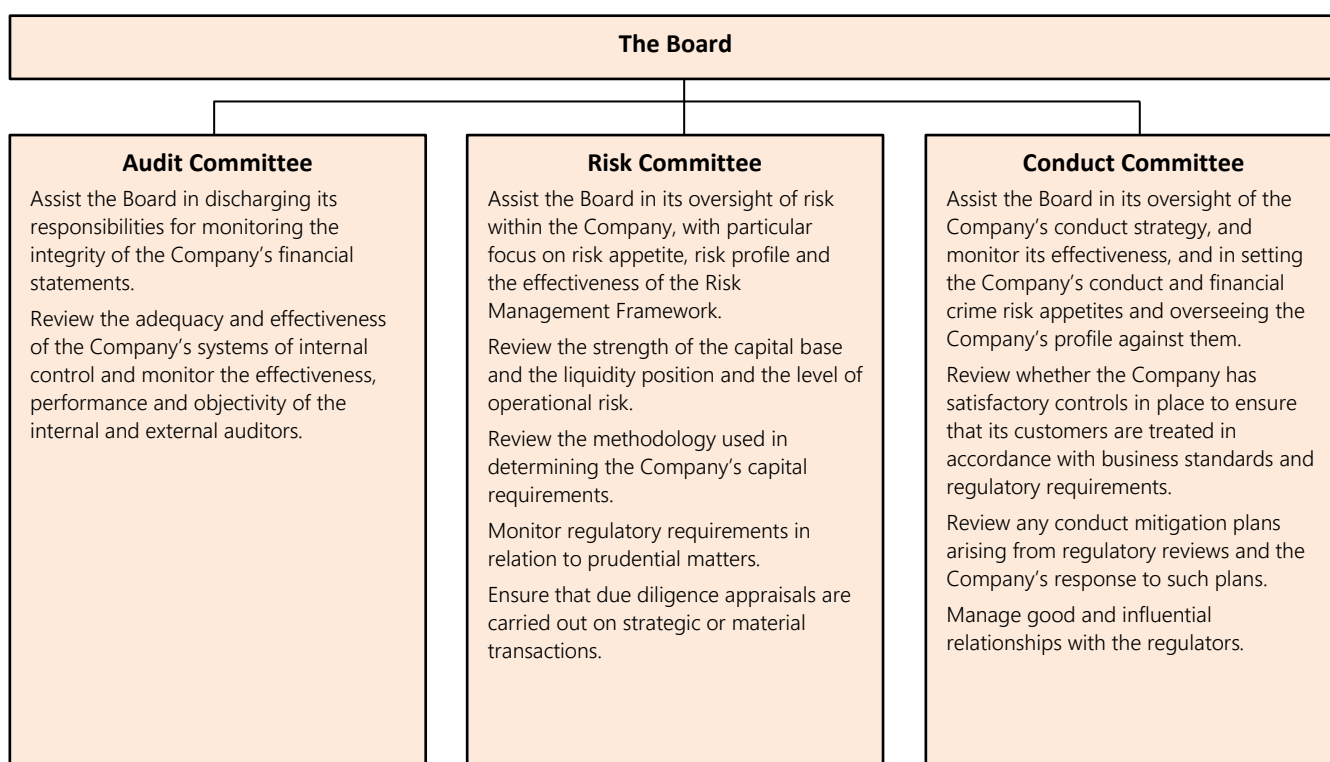 The Board
Audit Committee
Assist the Board in discharging its
responsibilities for monitoring the
integrity of the Company’s financial
statements.
Review the adequacy and effectiveness
of the Company’s systems of internal
control and monitor the effectiveness,
performance and objectivity of the
internal and external auditors.
Risk Committee
Assist the Board in its oversight of risk
within the Company, with particular
focus on risk appetite, risk profile and
the effectiveness of the Risk
Management Framework.
Review the strength of the capital base
and the liquidity position and the level of
operational risk.
Review the methodology used in
determining the Company’s capital
requirements.
Monitor regulatory requirements in
relation to prudential matters.
Ensure that due diligence appraisals are
carried out on strategic or material
transactions.
Conduct Committee
Assist the Board in its oversight of the
Company’s conduct strategy, and
monitor its effectiveness, and in setting
the Company’s conduct and financial
crime risk appetites and overseeing the
Company’s profile against them.
Review whether the Company has
satisfactory controls in place to ensure
that its customers are treated in
accordance with business standards and
regulatory requirements.
Review any conduct mitigation plans
arising from regulatory reviews and the
Company’s response to such plans.
Manage good and influential
relationships with the regulators.